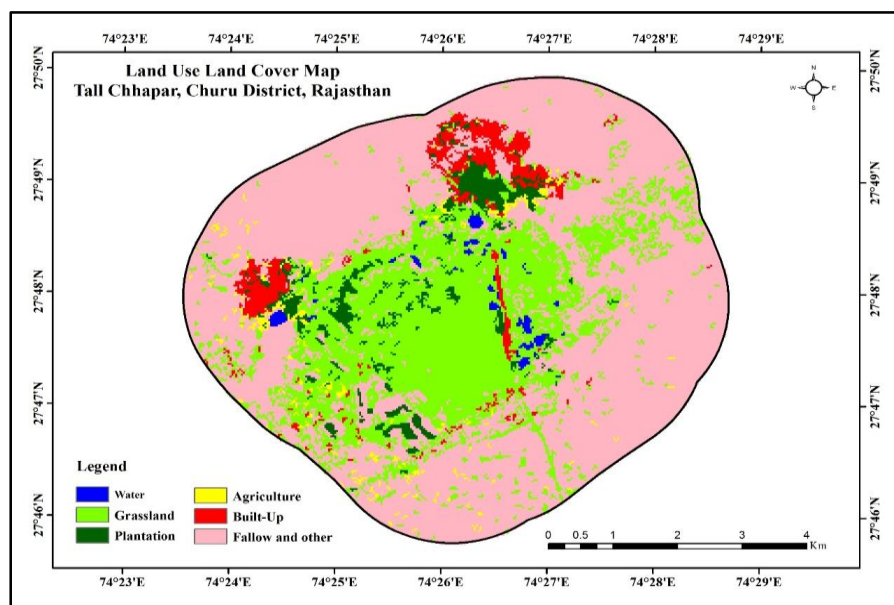 74°23'E 74°24'E 74°25'E 74°26'E 74°27'E 74°28'E 74°29'E
Land Use Land Cover Map
Tall Chhapar, Churu District, Rajasthan
N
W E
S
27°50'N 27°50'N
27°49'N 27°49'N
27°48'N 27°48'N
27°47'N 27°47'N
27°46'N 27°46'N
Legend
Water Agriculture
Grassland Built-Up
Plantation Fallow and other
0 0.5 1 2 3 4
Km
74°23'E 74°24'E 74°25'E 74°26'E 74°27'E 74°28'E 74°29'E